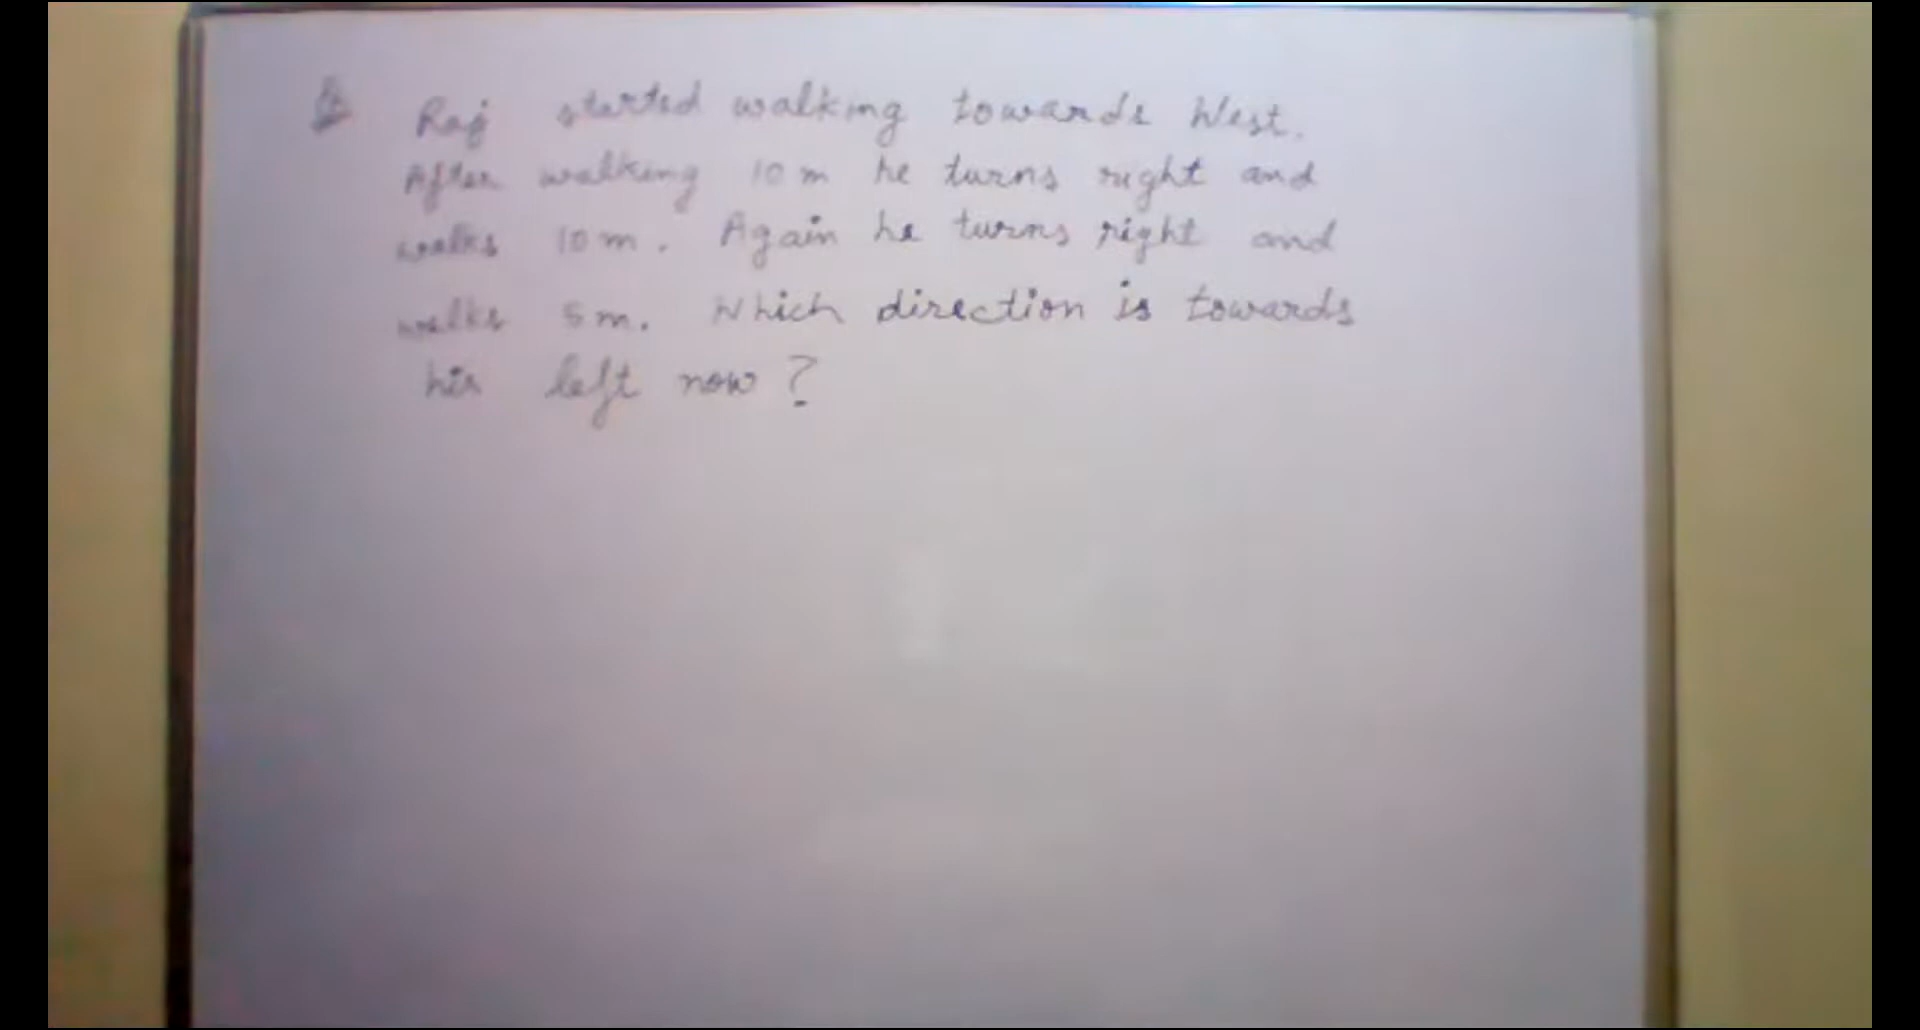 Q Raj started walking towards West.
After walking 10 m he turns right and
walks 10 m. Again he turns right and
walks 5 m. Which direction is towards
his left now ?